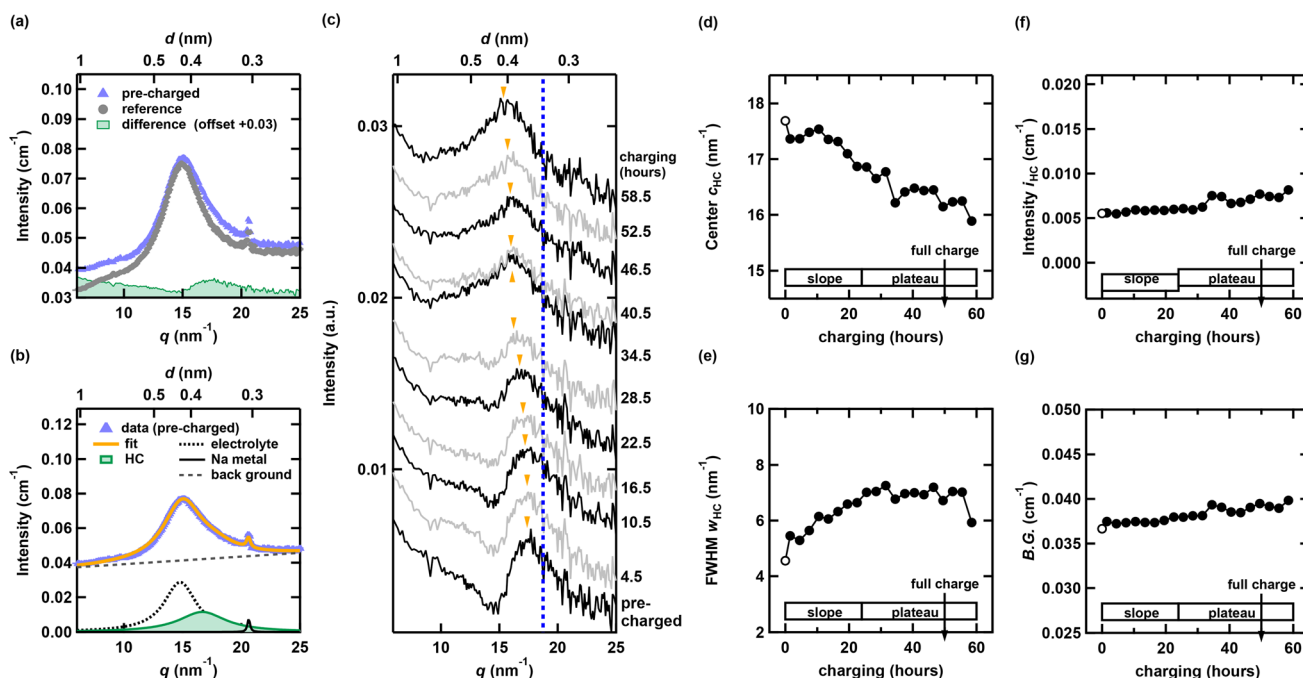 (a)
d (nm)
1
0.5
0.4
0.3
0.10
0.09
0.08
0.07
0.06
0.05
0.04
0.03
Intensity (cm⁻¹)
pre-charged
reference
difference (offset +0.03)
10
15
20
25
q (nm⁻¹)
(b)
d (nm)
1
0.5
0.4
0.3
0.12
0.10
0.08
0.06
0.04
0.02
0.00
Intensity (cm⁻¹)
data (pre-charged)
fit
HC
electrolyte
Na metal
back ground
10
15
20
25
q (nm⁻¹)
(c)
d (nm)
1
0.5
0.4
0.3
0.03
0.02
0.01
Intensity (a.u.)
charging
(hours)
58.5
52.5
46.5
40.5
34.5
28.5
22.5
16.5
10.5
4.5
pre-
charged
10
15
20
25
q (nm⁻¹)
(d)
18
17
16
15
Center cHC (nm⁻¹)
full charge
slope
plateau
0
20
40
60
charging (hours)
(e)
10
8
6
4
2
FWHM wHC (nm⁻¹)
full charge
slope
plateau
0
20
40
60
charging (hours)
(f)
0.020
0.015
0.010
0.005
0.000
Intensity iHC (cm⁻¹)
full charge
slope
plateau
0
20
40
60
charging (hours)
(g)
0.050
0.045
0.040
0.035
0.030
0.025
B.G. (cm⁻¹)
full charge
slope
plateau
0
20
40
60
charging (hours)